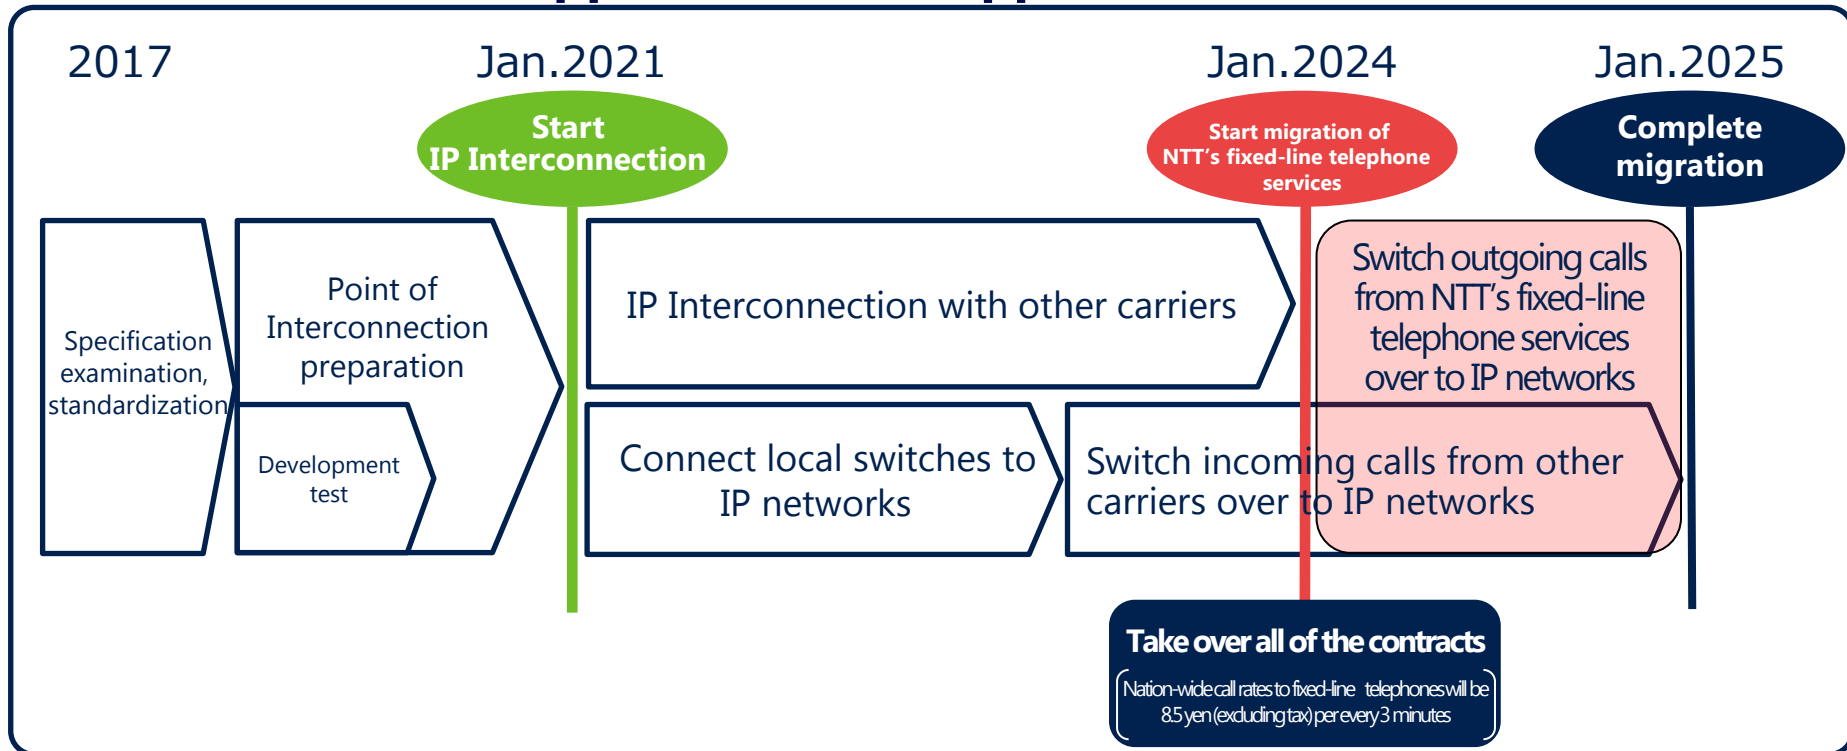 2017
Jan.2021
Jan.2024
Jan.2025
Start
IP Interconnection
Start migration of
NTT's fixed-line telephone
services
Complete
migration
Specification
examination,
standardization
Point of
Interconnection
preparation
Development
test
IP Interconnection with other carriers
Connect local switches to
IP networks
Switch outgoing calls
from NTT's fixed-line
telephone services
over to IP networks
Switch incoming calls from other
carriers over to IP networks
Take over all of the contracts
Nation-wide call rates to fixed-line telephones will be
8.5 yen (excluding tax) per every 3 minutes